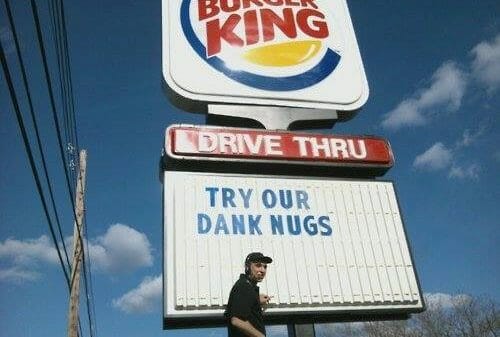 BURGER
KING
DRIVE THRU
TRY OUR
DANK NUGS